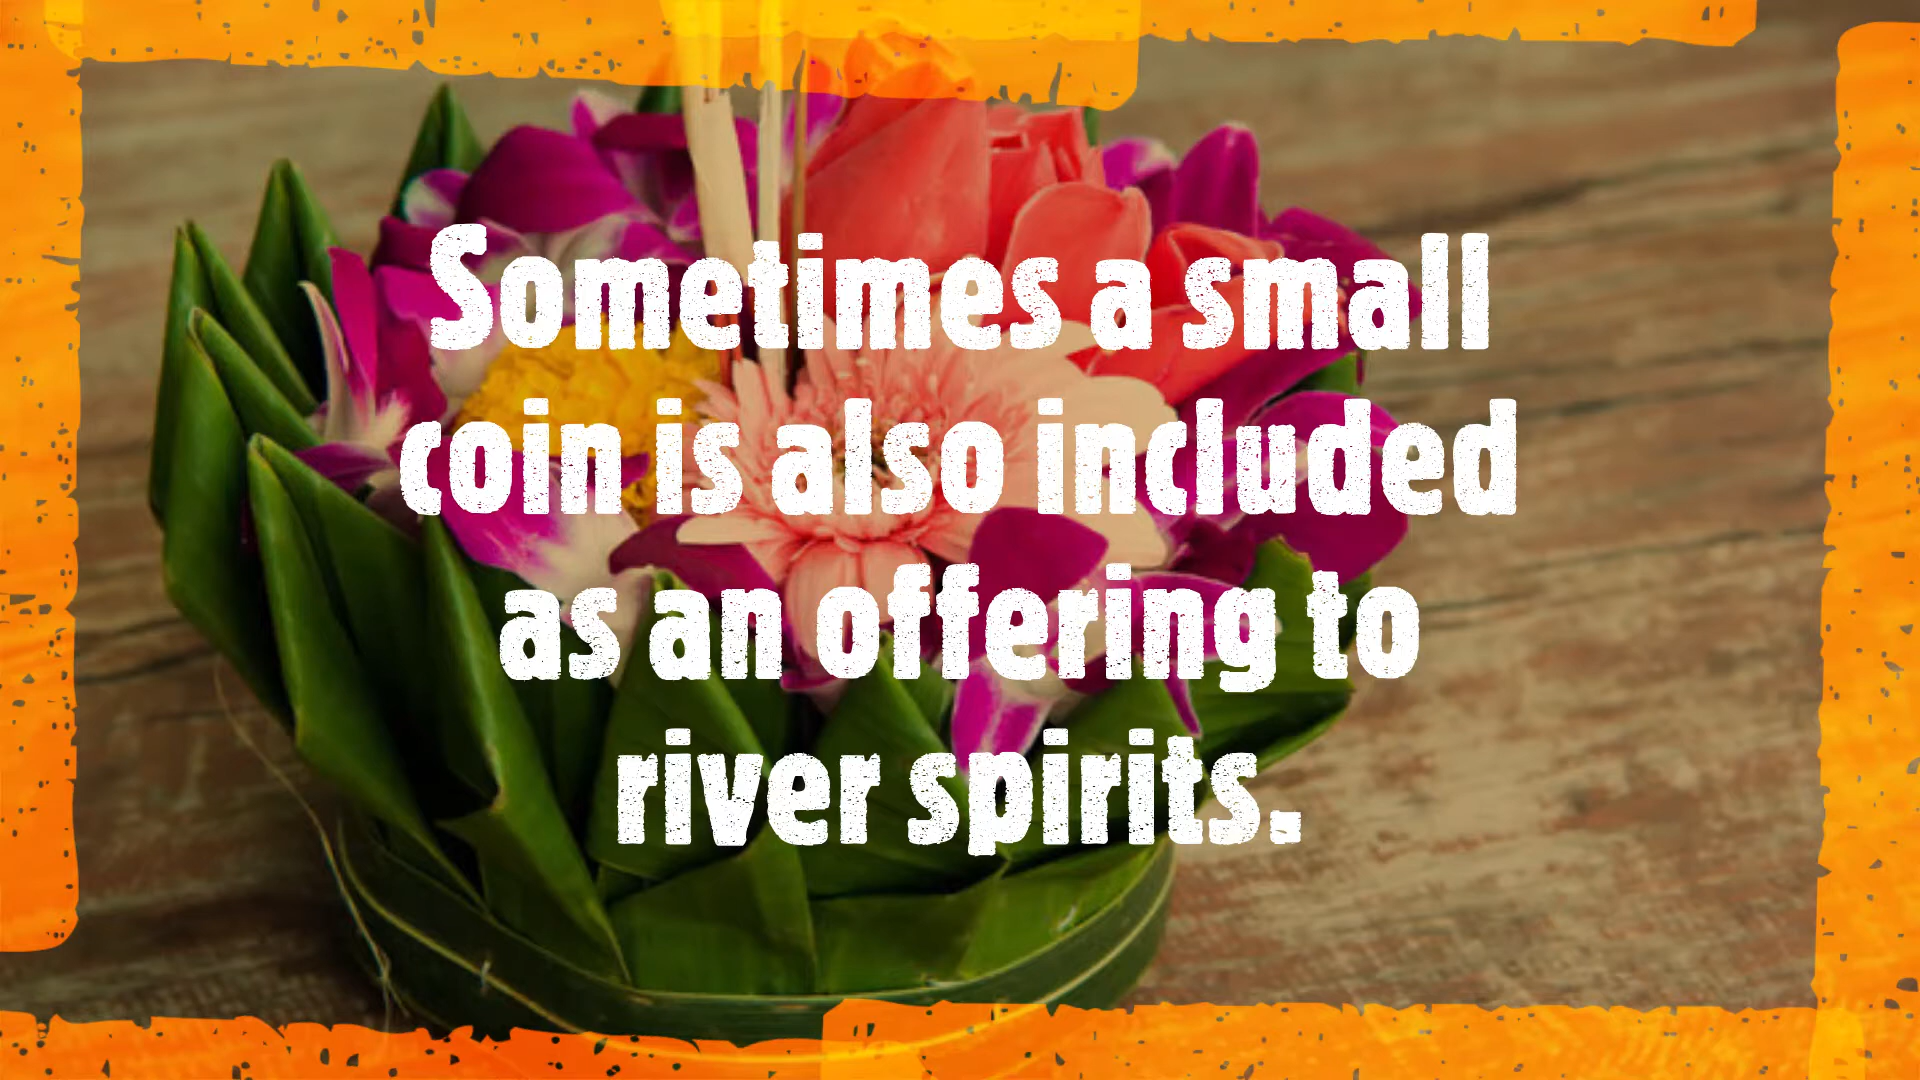 Sometimes a small
coin is also included
as an offering to
river spirits.